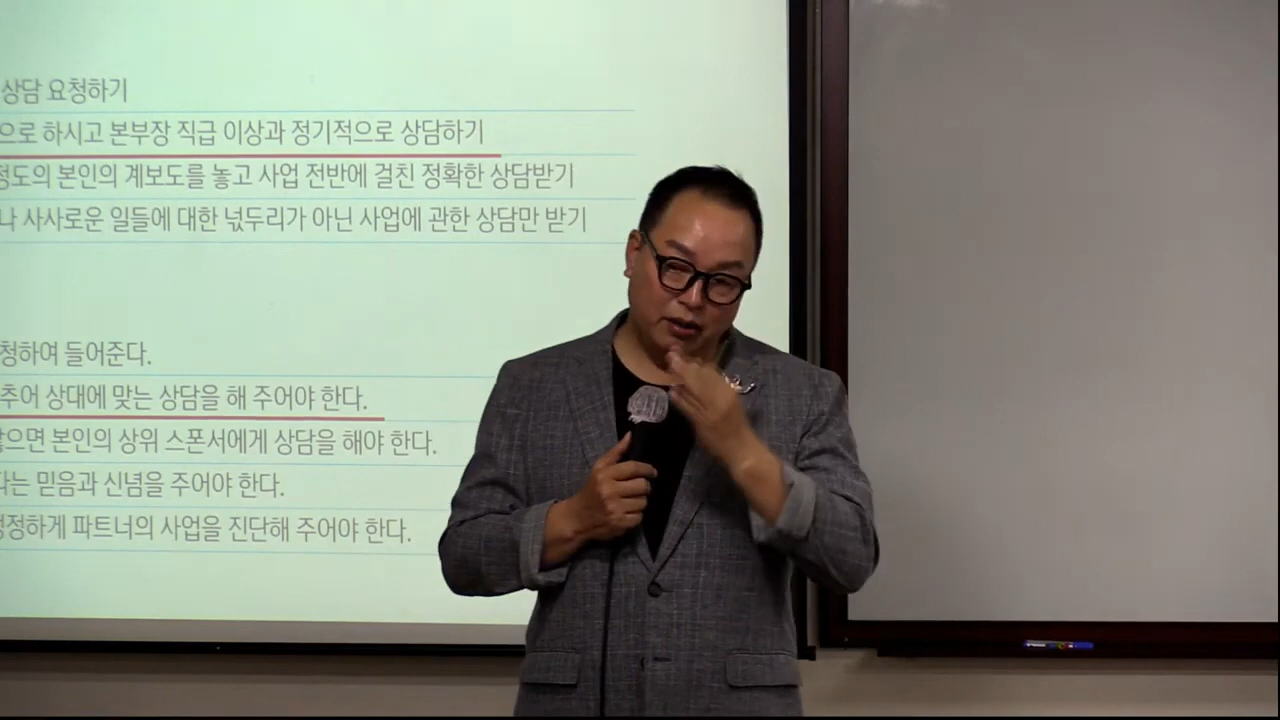 상담 요청하기
으로 하시고 본부장 직급 이상과 정기적으로 상담하기
정도의 본인의 계보도를 놓고 사업 전반에 걸친 정확한 상담받기
나 사사로운 일들에 대한 넋두리가 아닌 사업에 관한 상담만 받기
청하여 들어준다.
추어 상대에 맞는 상담을 해 주어야 한다.
않으면 본인의 상위 스폰서에게 상담을 해야 한다.
다는 믿음과 신념을 주어야 한다.
냉정하게 파트너의 사업을 진단해 주어야 한다.